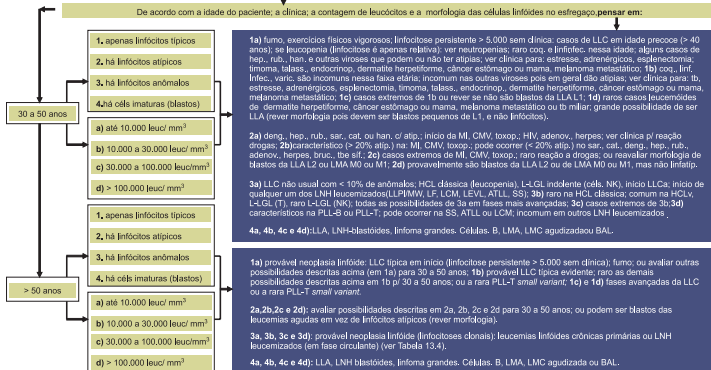 De acordo com a idade do paciente; a clínica; a contagem de leucócitos e a morfologia das células linfóides no esfregaço,pensar em:
30 a 50 anos
1. apenas linfócitos típicos
2. há linfócitos atípicos
3. há linfócitos anômalos
4.há céls imaturas (blastos)
a) até 10.000 leuc/ mm³
b) 10.000 a 30.000 leuc/ mm³
c) 30.000 a 100.000 leuc/mm³
d) > 100.000 leuc/ mm³
1a) fumo, exercícios físicos vigorosos; linfocitose persistente > 5.000 sem clínica: casos de LLC em idade precoce (> 40
anos); se leucopenia (linfocitose é apenas relativa): ver neutropenias; raro coq. e linfinfec. nessa idade; alguns casos de
hep., rub., han. e outras viroses que podem ou não ter atipias; ver clínica para: estresse, adrenérgicos, esplenectomia;
timoma, talass., endocrinop, dermatite herpetiforme, câncer estômago ou mama, melanoma metastático; 1b) coq., linf.
Infec., varic. são incomuns nessa faixa etária; incomum nas outras viroses pois em geral dão atipias; ver clínica para: tb,
estresse, adrenérgicos, esplenectomia, timoma, talass., endocrinop., dermatite herpetiforme, câncer estômago ou mama,
melanoma metastático; 1c) casos extremos de 1b ou rever se não são blastos da LLA L1; 1d) raros casos leucemóides
de dermatite herpetiforme, câncer estômago ou mama, melanoma metastático ou tb miliar; grande possibilidade de ser
LLA (rever morfologia pois devem ser blastos pequenos de L1, e não linfócitos).
2a) deng., hep., rub., sar., cat. ou han. c/ atip.; início da MI, CMV, toxop.; HIV, adenov., herpes; ver clínica p/ reação
drogas; 2b)característico (> 20% atip.) na: MI, CMV, toxop.; pode ocorrer (< 20% atip.) no sar., cat., deng., hep., rub.,
adenov., herpes, bruc., tbe síf.; 2c) casos extremos de MI, CMV, toxop.; raro reação a drogas; ou reavaliar morfologia de
blastos da LLA L2 ou LMA M0 ou M1; 2d) provavelmente são blastos da LLA L2 ou de LMA M0 ou M1, mas não linfatip.
3a) LLC não usual com < 10% de anômalos; HCL clássica (leucopenia), L-LGL indolente (céls. NK), início LLCa; início de
qualquer um dos LNH leucemizados(LLPI/MW, LF, LCM, LEVL, ATLL, SS); 3b) raro na HCL clássica; comum na HCLv,
L-LGL (T), raro L-LGL (NK); todas as possibilidades de 3a em fases mais avançadas; 3c) casos extremos de 3b;3d)
característicos na PLL-B ou PLL-T; pode ocorrer na SS, ATLL ou LCM; incomum em outros LNH leucemizados
4a, 4b, 4c e 4d):LLA, LNH-blastóides, linfoma grandes. Células. B, LMA, LMC agudizadaou BAL.
> 50 anos
1. apenas linfócitos típicos
2. há linfócitos atípicos
3. há linfócitos anômalos
4. há céls imaturas (blastos)
a) até 10.000 leuc/ mm³
b) 10.000 a 30.000 leuc/ mm³
c) 30.000 a 100.000 leuc/ mm³
d) > 100.000 leuc/ mm³
1a) provável neoplasia linfóide: LLC-típica em início (linfocitose persistente > 5.000 sem clínica); fumo; ou avaliar outras
possibilidades descritas acima (em 1a) para 30 a 50 anos; 1b) provável LLC típica evidente; raro as demais
possibilidades descritas acima em 1b p/ 30 a 50 anos; ou a rara PLL-T small variant; 1c) e 1d) fases avançadas da LLC
ou a rara PLL-T small variant.
2a,2b,2c e 2d): avaliar possibilidades descritas em 2a, 2b, 2c e 2d para 30 a 50 anos; ou podem ser blastos das
leucemias agudas em vez de linfócitos atípicos (rever morfologia).
3a, 3b, 3c e 3d): provável neoplasia linfóide (linfocitoses clonais): leucemias linfóides crônicas primárias ou LNH
leucemizados (em fase circulante) (ver Tabela 13.4).
4a, 4b, 4c e 4d): LLA, LNH blastóides, linfoma grandes. Células. B, LMA, LMC agudizada ou BAL.